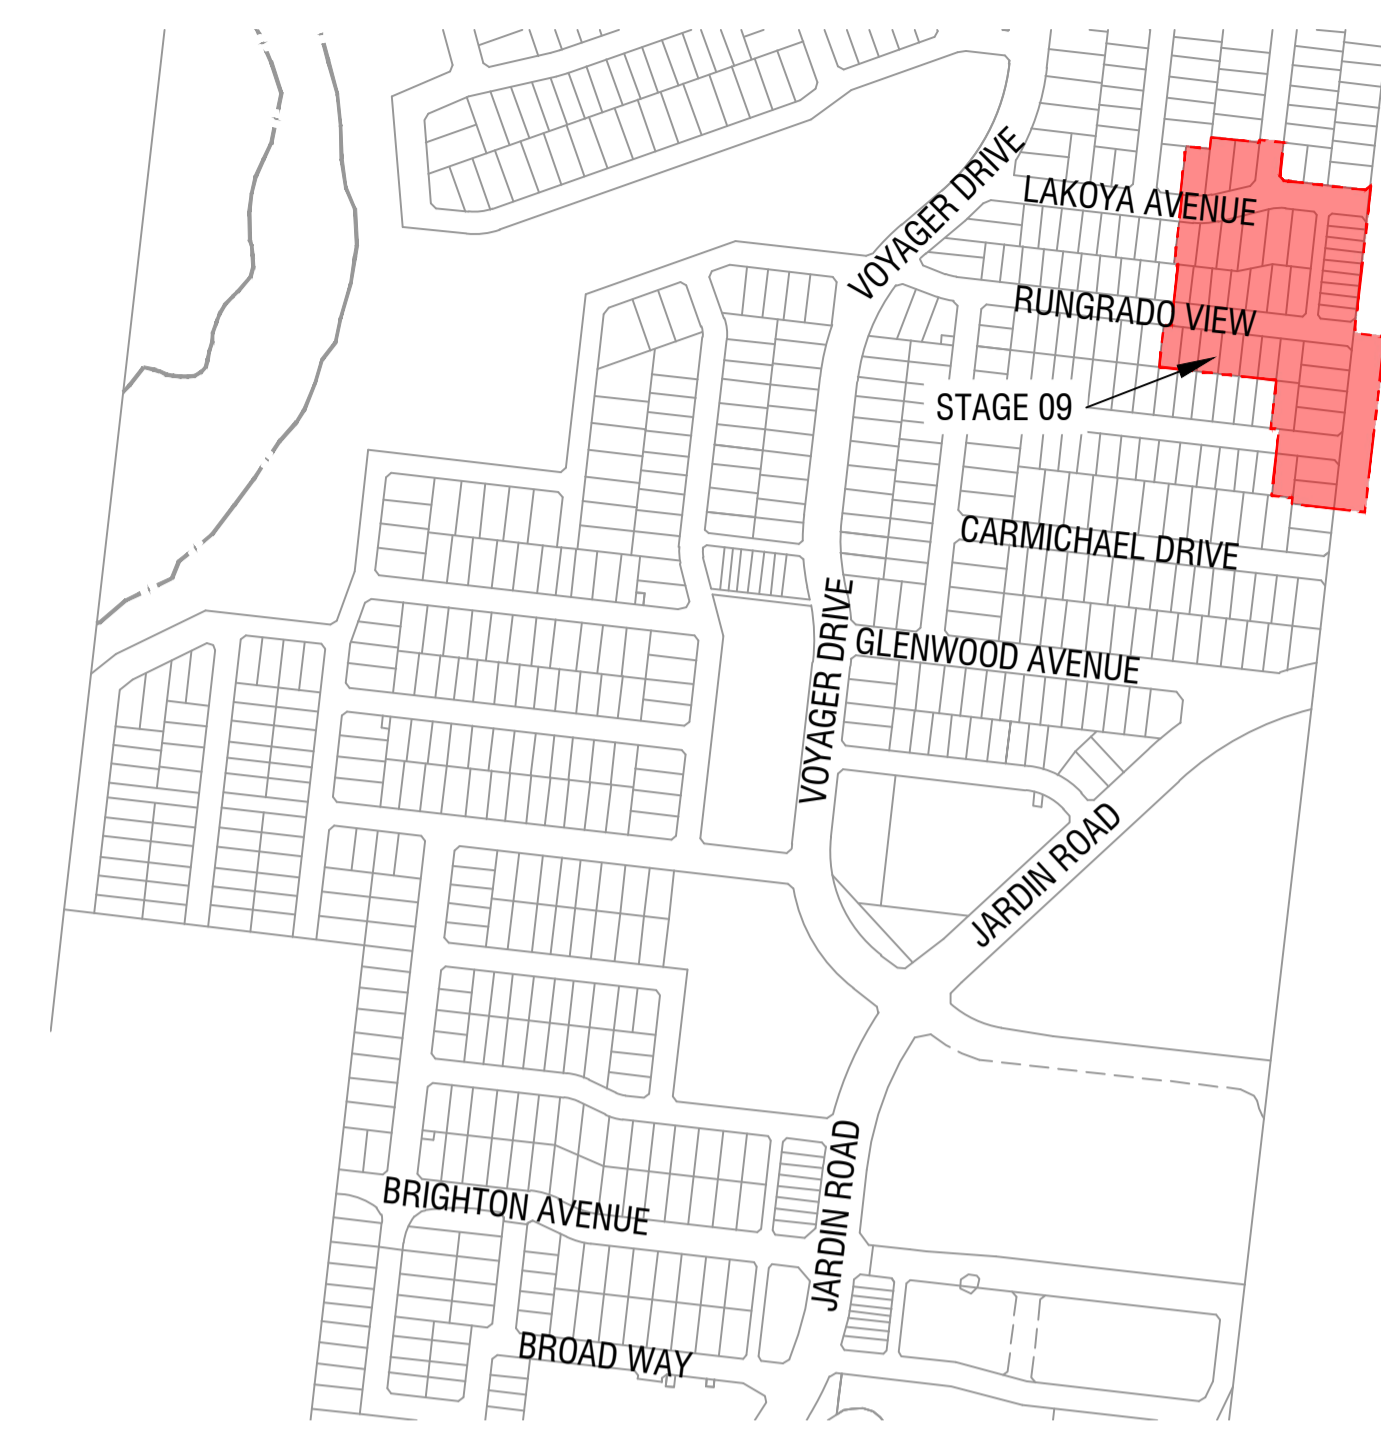 VOYAGER DRIVE
LAKOYA AVENUE
RUNGRADO VIEW
STAGE 09
CARMICHAEL DRIVE
VOYAGER DRIVE
GLENWOOD AVENUE
JARDIN ROAD
JARDIN ROAD
BRIGHTON AVENUE
BROAD WAY